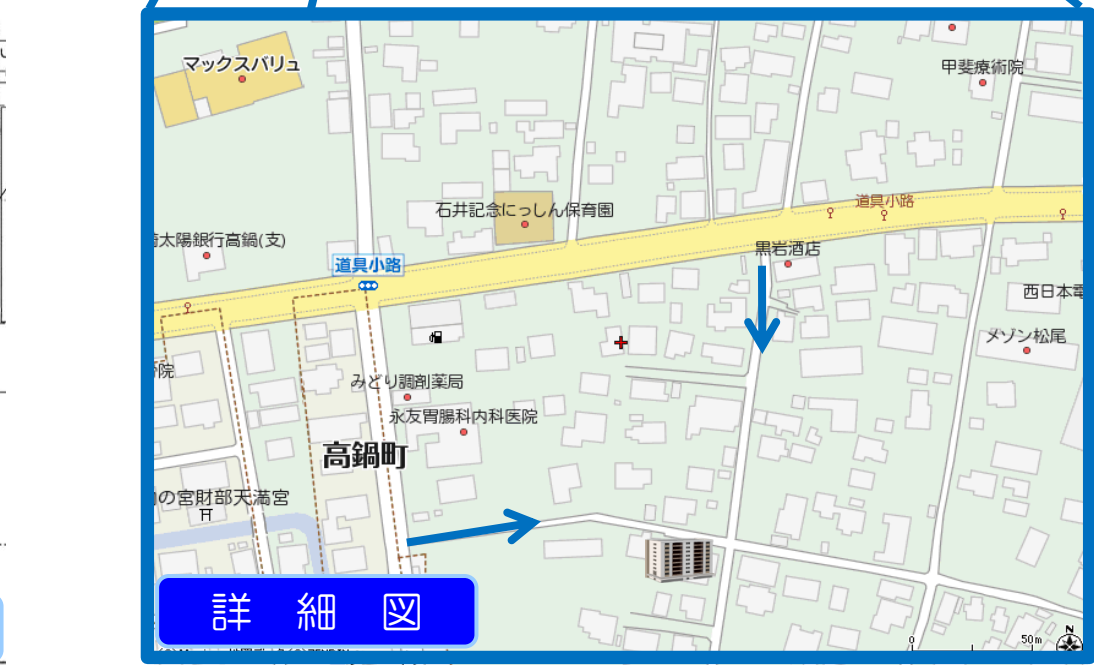 マックスバリュ
甲斐療術院
石井記念にっしん保育園
道具小路
太陽銀行高鍋(支)
道具小路
黒岩酒店
西日本電
メゾン松尾
院
みどり調剤薬局
永友胃腸科内科医院
高鍋町
の宮財部天満宮
詳 細 図
0 50m
N